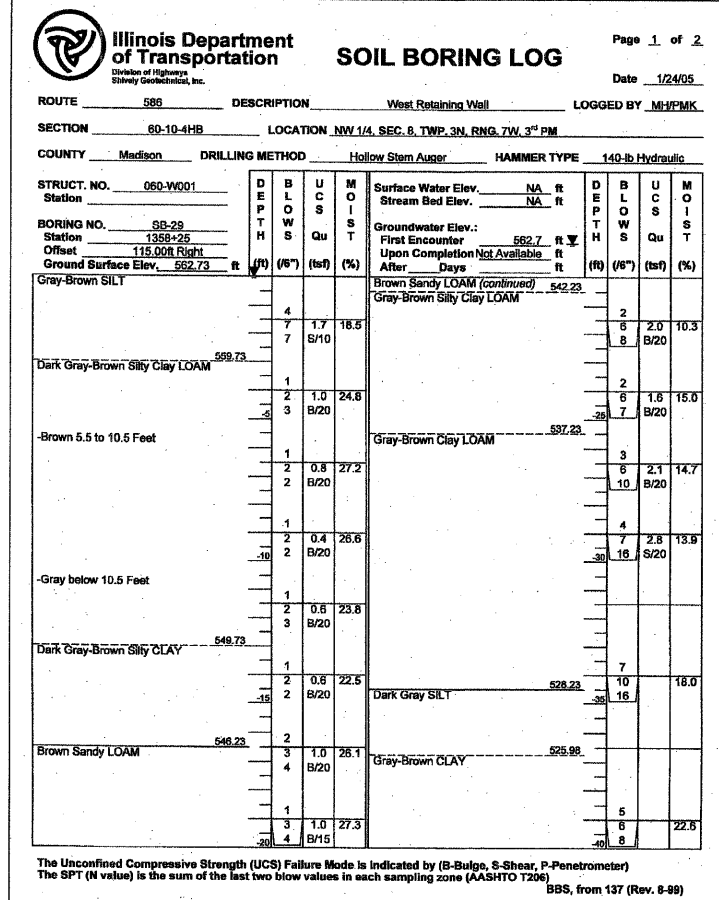 Illinois Department of Transportation
Division of Highways
Shively Geotechnical, Inc.
SOIL BORING LOG
Page 1 of 2
Date 1/24/05
ROUTE 586 DESCRIPTION West Retaining Wall LOGGED BY MH/PMK
SECTION 60-10-4HB LOCATION NW 1/4, SEC. 8, TWP. 3N, RNG. 7W, 3rd PM
COUNTY Madison DRILLING METHOD Hollow Stem Auger HAMMER TYPE 140-lb Hydraulic
STRUCT. NO. 060-W001
Station
BORING NO. SB-29
Station 1358+25
Offset 115.00ft Right
Ground Surface Elev. 562.73 ft
DEPTH (ft) BLOWS (/6") UCS Qu (tsf) MOIST (%)
Gray-Brown SILT
4
7 1.7 18.5
7 S/10
559.73
Dark Gray-Brown Silty Clay LOAM
1
2 1.0 24.8
-5 3 B/20
-Brown 5.5 to 10.5 Feet
1
2 0.8 27.2
2 B/20
1
2 0.4 26.6
-10 2 B/20
-Gray below 10.5 Feet
1
2 0.6 23.8
3 B/20
549.73
Dark Gray-Brown Silty CLAY
1
2 0.6 22.5
-15 2 B/20
546.23
2
Brown Sandy LOAM
3 1.0 26.1
4 B/20
1
3 1.0 27.3
-20 4 B/15
Surface Water Elev. NA ft
Stream Bed Elev. NA ft
Groundwater Elev.:
First Encounter 562.7 ft
Upon Completion Not Available ft
After Days ft
DEPTH (ft) BLOWS (/6") UCS Qu (tsf) MOIST (%)
Brown Sandy LOAM (continued) 542.23
Gray-Brown Silty Clay LOAM
2
6 2.0 10.3
8 B/20
2
6 1.6 15.0
-25 7 B/20
537.23
Gray-Brown Clay LOAM
3
6 2.1 14.7
10 B/20
4
7 2.8 13.9
-30 16 S/20
7
528.23 10 18.0
Dark Gray SILT -35 16
525.98
Gray-Brown CLAY
5
6 22.6
-40 8
The Unconfined Compressive Strength (UCS) Failure Mode is indicated by (B-Bulge, S-Shear, P-Penetrometer)
The SPT (N value) is the sum of the last two blow values in each sampling zone (AASHTO T206)
BBS, from 137 (Rev. 8-99)